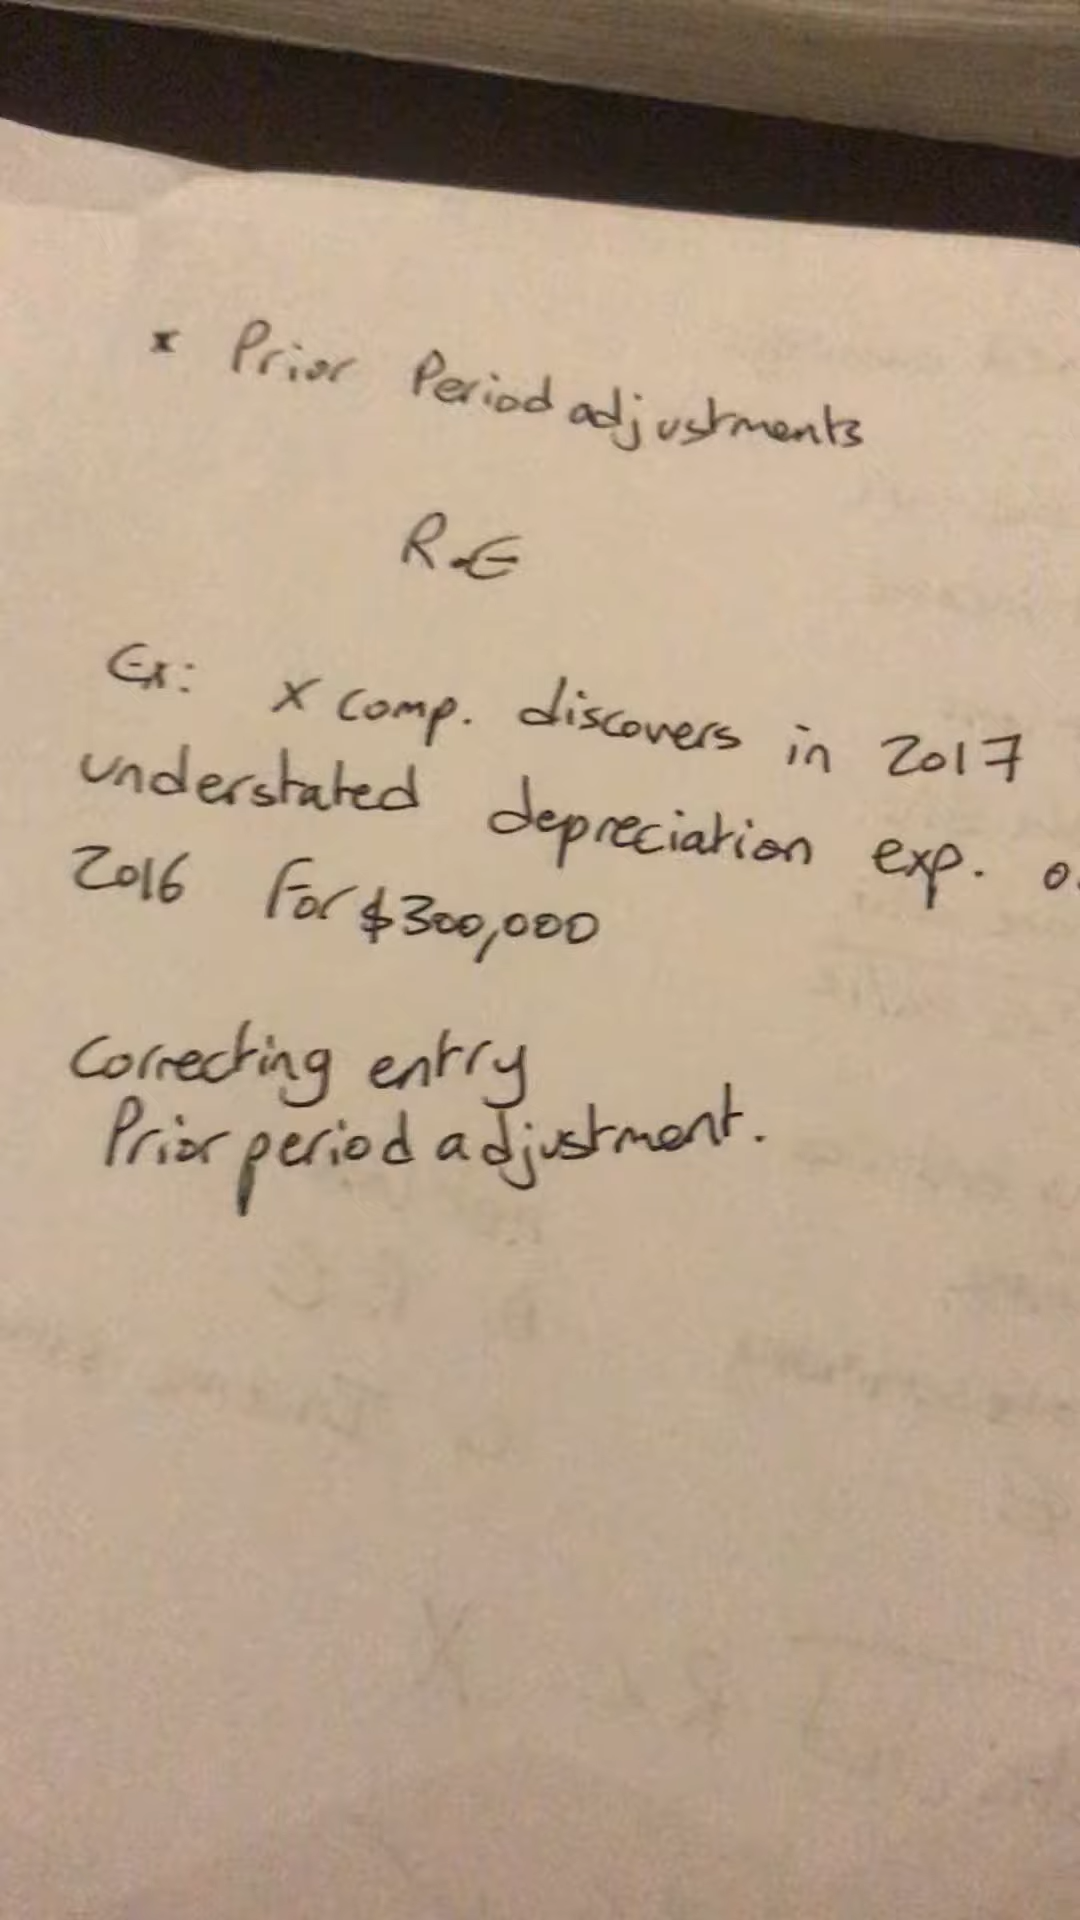 * Prior Period adjustments
R.E
Ex: X comp. discovers in 2017
understated depreciation exp.
2016 For $300,000
Correcting entry
Prior period adjustment.